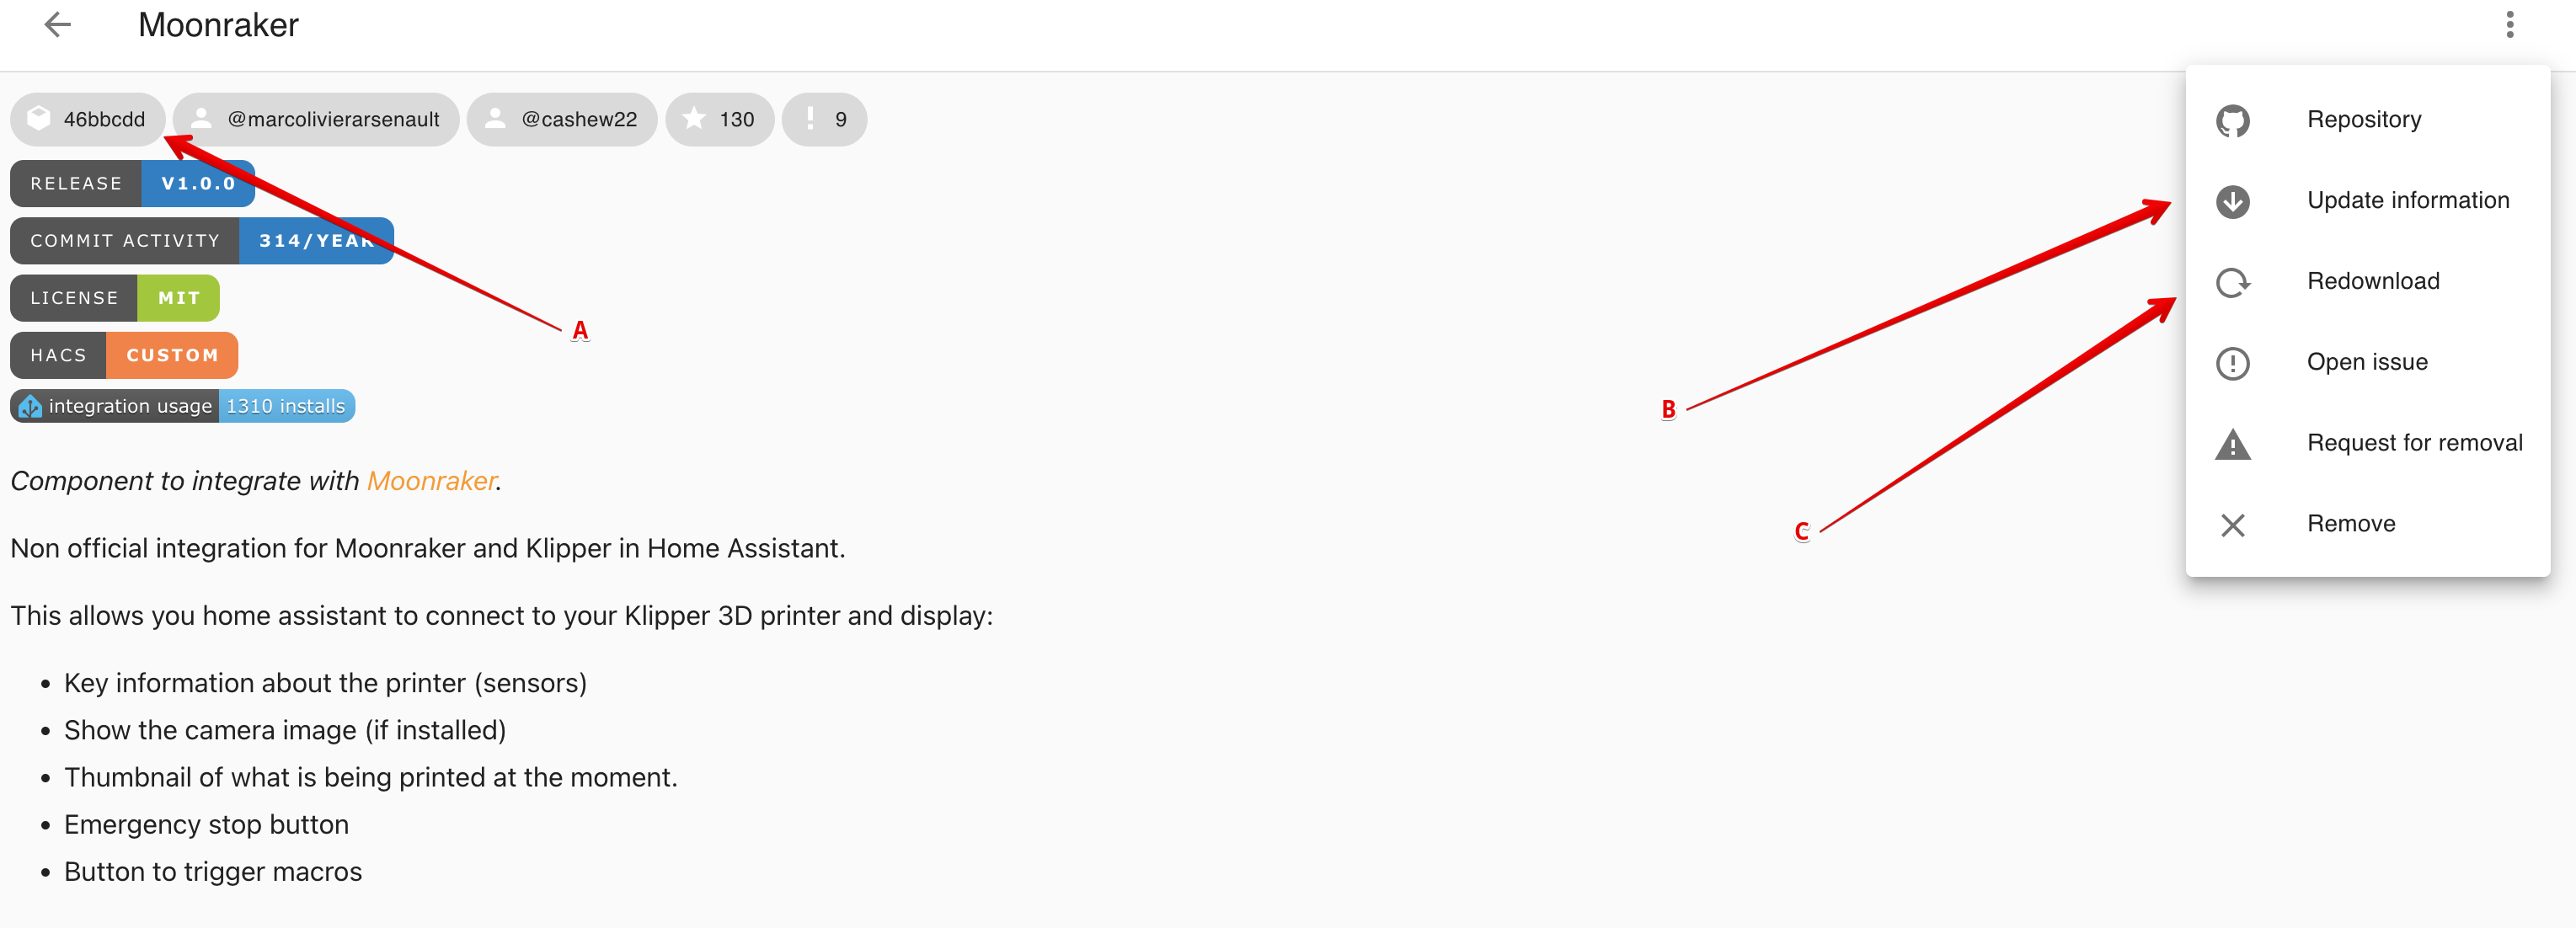 Moonraker
46bbcdd @marcolivierarsenault @cashew22 130 9
RELEASE V1.0.0
COMMIT ACTIVITY 314/YEAR
LICENSE MIT
HACS CUSTOM
integration usage 1310 installs
Component to integrate with Moonraker.
Non official integration for Moonraker and Klipper in Home Assistant.
This allows you home assistant to connect to your Klipper 3D printer and display:
• Key information about the printer (sensors)
• Show the camera image (if installed)
• Thumbnail of what is being printed at the moment.
• Emergency stop button
• Button to trigger macros
A
B
C
Repository
Update information
Redownload
Open issue
Request for removal
Remove